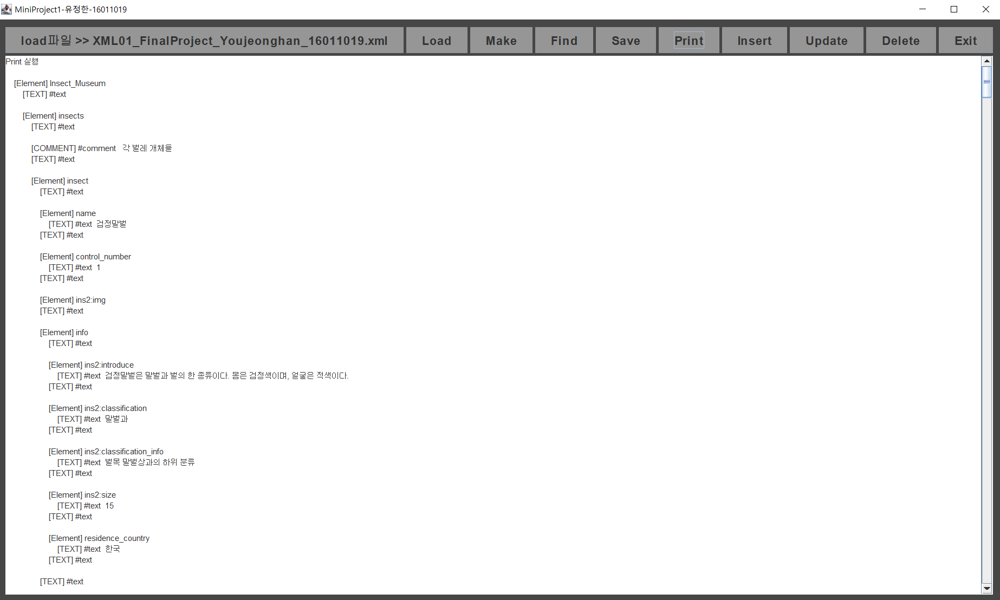 MiniProject1-유정한-16011019
load파일 >> XML01_FinalProject_Youjeonghan_16011019.xml Load Make Find Save Print Insert Update Delete Exit
Print 실행
[Element] Insect_Museum
[TEXT] #text
[Element] insects
[TEXT] #text
[COMMENT] #comment 각 벌레 개체들
[TEXT] #text
[Element] insect
[TEXT] #text
[Element] name
[TEXT] #text 검정말벌
[TEXT] #text
[Element] control_number
[TEXT] #text 1
[TEXT] #text
[Element] ins2:img
[TEXT] #text
[Element] info
[TEXT] #text
[Element] ins2:introduce
[TEXT] #text 검정말벌은 말벌과 벌의 한 종류이다. 몸은 검정색이며, 얼굴은 적색이다.
[TEXT] #text
[Element] ins2:classification
[TEXT] #text 말벌과
[TEXT] #text
[Element] ins2:classification_info
[TEXT] #text 벌목 말벌상과의 하위 분류
[TEXT] #text
[Element] ins2:size
[TEXT] #text 15
[TEXT] #text
[Element] residence_country
[TEXT] #text 한국
[TEXT] #text
[TEXT] #text